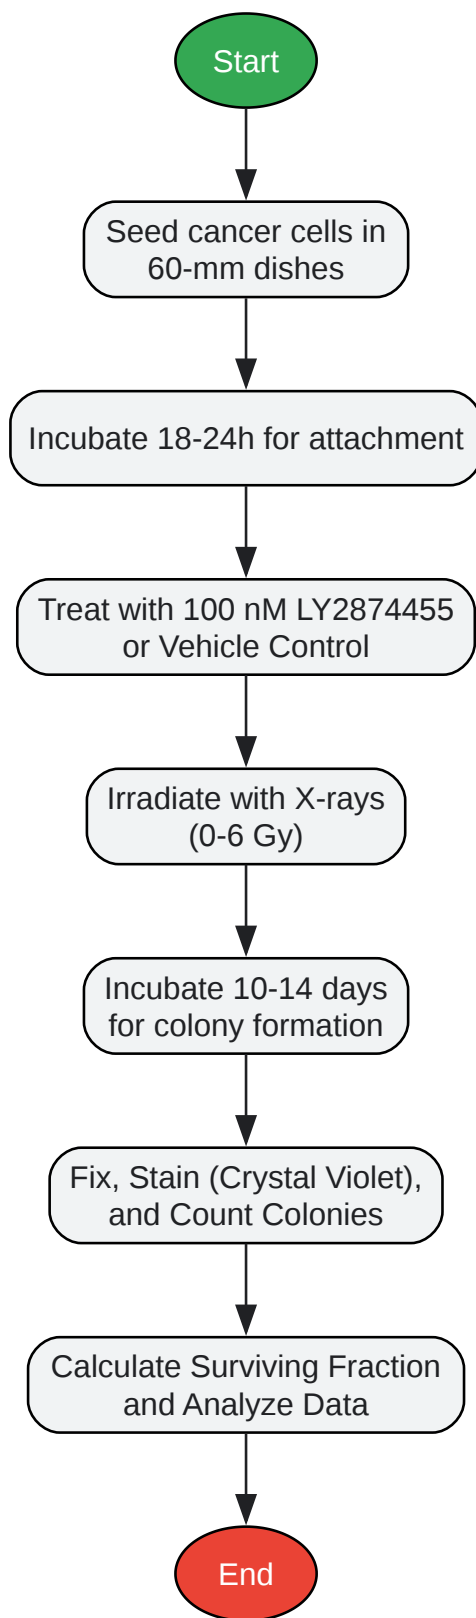 Start
Seed cancer cells in
60-mm dishes
Incubate 18-24h for attachment
Treat with 100 nM LY2874455
or Vehicle Control
Irradiate with X-rays
(0-6 Gy)
Incubate 10-14 days
for colony formation
Fix, Stain (Crystal Violet),
and Count Colonies
Calculate Surviving Fraction
and Analyze Data
End